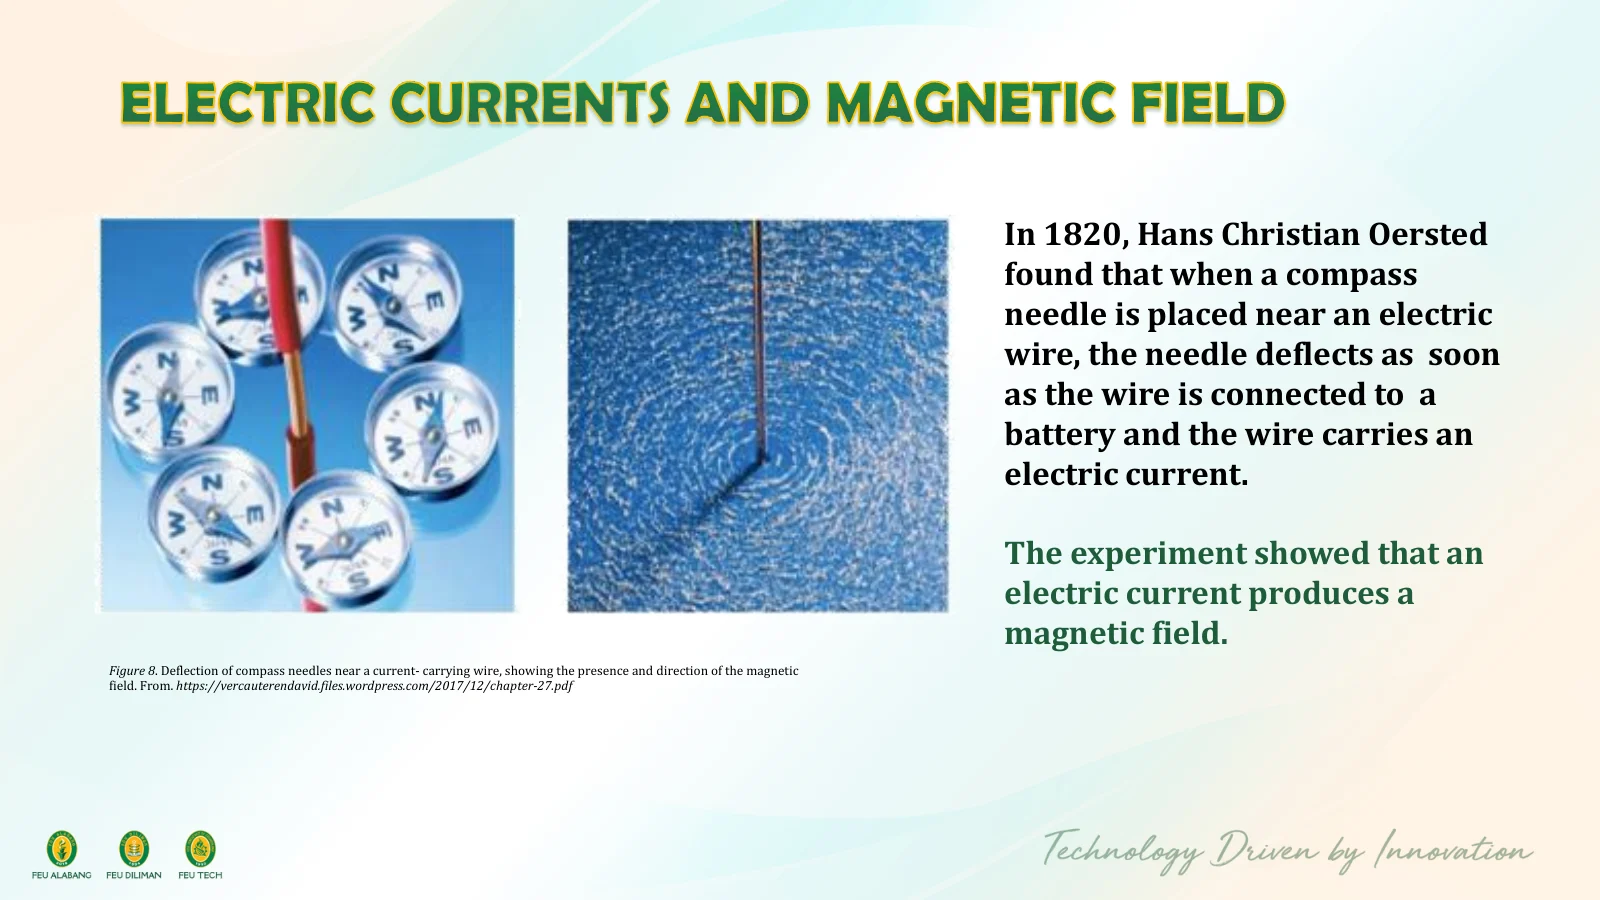 ELECTRIC CURRENTS AND MAGNETIC FIELD
In 1820, Hans Christian Oersted
found that when a compass
needle is placed near an electric
wire, the needle deflects as  soon
as the wire is connected to  a
battery and the wire carries an
electric current.
The experiment showed that an
electric current produces a
magnetic field.
N
E
S
W
N
E
S
W
N
E
S
W
N
E
S
W
N
E
S
W
N
E
S
W
Figure 8. Deflection of compass needles near a current- carrying wire, showing the presence and direction of the magnetic
field. From. https://vercauterendavid.files.wordpress.com/2017/12/chapter-27.pdf
FEU ALABANG
FEU DILIMAN
FEU TECH
Technology Driven by Innovation